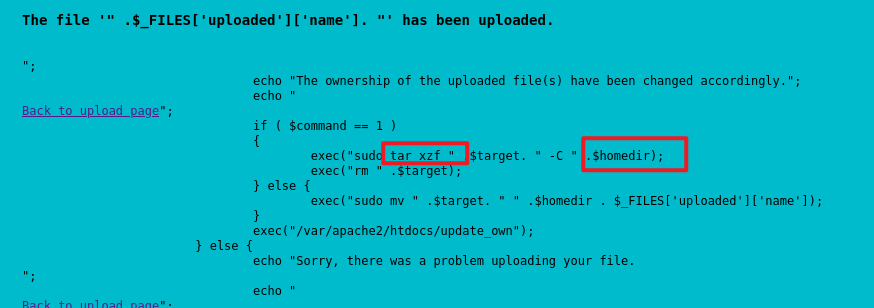 The file '" .$_FILES['uploaded']['name']. "' has been uploaded.
";
echo "The ownership of the uploaded file(s) have been changed accordingly.";
echo "
Back to upload page";
if ( $command == 1 )
{
exec("sudo tar xzf " .$target. " -C " .$homedir);
exec("rm " .$target);
} else {
exec("sudo mv " .$target. " " .$homedir . $_FILES['uploaded']['name']);
}
exec("/var/apache2/htdocs/update_own");
} else {
echo "Sorry, there was a problem uploading your file.
";
echo "
Back to upload page";